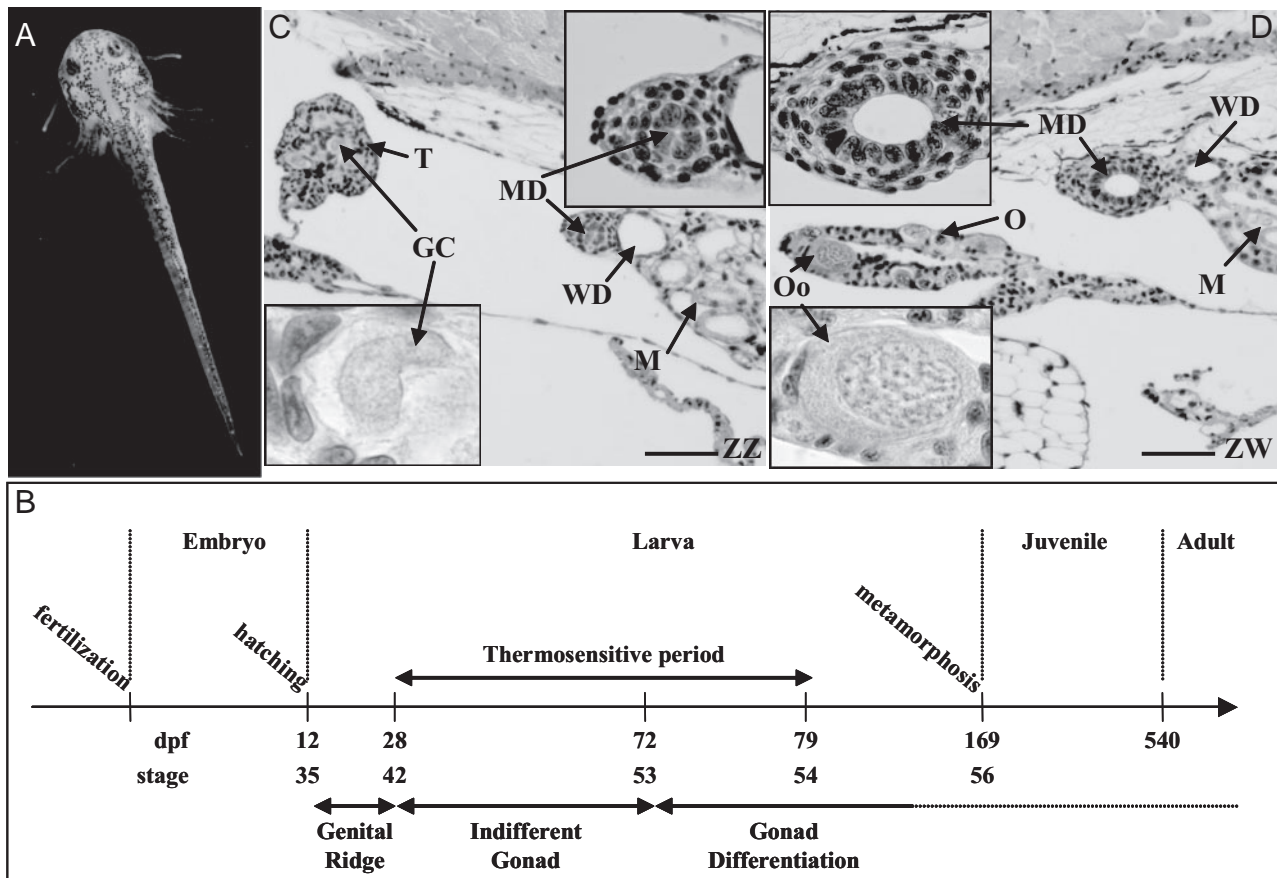 A
C
T
GC
MD
WD
M
ZZ
D
MD
WD
O
Oo
M
ZW
B
Embryo
Larva
Juvenile
Adult
fertilization
hatching
metamorphosis
Thermosensitive period
dpf 12 28 72 79 169 540
stage 35 42 53 54 56
Genital Ridge
Indifferent Gonad
Gonad Differentiation